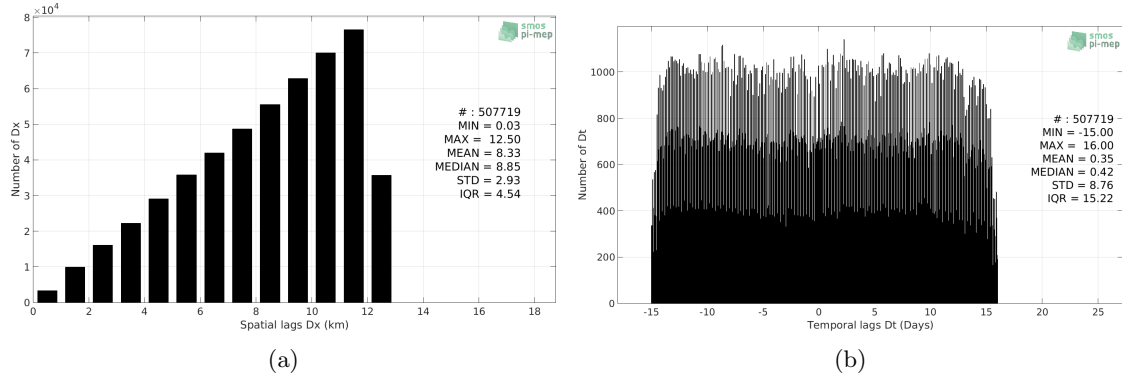 ×10⁴
8
7
6
5
4
3
2
1
0
Number of Dx
0 2 4 6 8 10 12 14 16 18
Spatial lags Dx (km)
smos
pi-mep
# : 507719
MIN = 0.03
MAX = 12.50
MEAN = 8.33
MEDIAN = 8.85
STD = 2.93
IQR = 4.54
(a)
1000
800
600
400
200
0
Number of Dt
-15 -10 -5 0 5 10 15 20 25
Temporal lags Dt (Days)
smos
pi-mep
# : 507719
MIN = -15.00
MAX = 16.00
MEAN = 0.35
MEDIAN = 0.42
STD = 8.76
IQR = 15.22
(b)